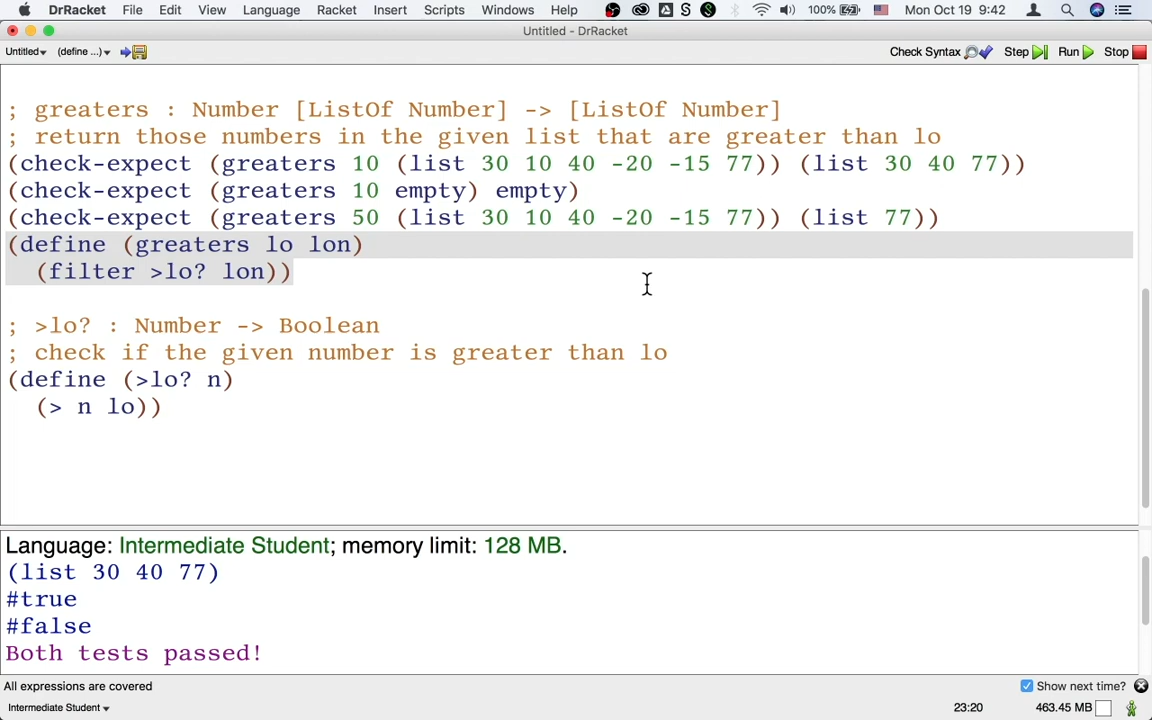 DrRacket File Edit View Language Racket Insert Scripts Windows Help 100% Mon Oct 19 9:42
Untitled - DrRacket
Untitled (define ...) Check Syntax Step Run Stop
; greaters : Number [ListOf Number] -> [ListOf Number]
; return those numbers in the given list that are greater than lo
(check-expect (greaters 10 (list 30 10 40 -20 -15 77)) (list 30 40 77))
(check-expect (greaters 10 empty) empty)
(check-expect (greaters 50 (list 30 10 40 -20 -15 77)) (list 77))
(define (greaters lo lon)
(filter >lo? lon))
; >lo? : Number -> Boolean
; check if the given number is greater than lo
(define (>lo? n)
(> n lo))
Language: Intermediate Student; memory limit: 128 MB.
(list 30 40 77)
#true
#false
Both tests passed!
All expressions are covered Show next time?
Intermediate Student 23:20 463.45 MB